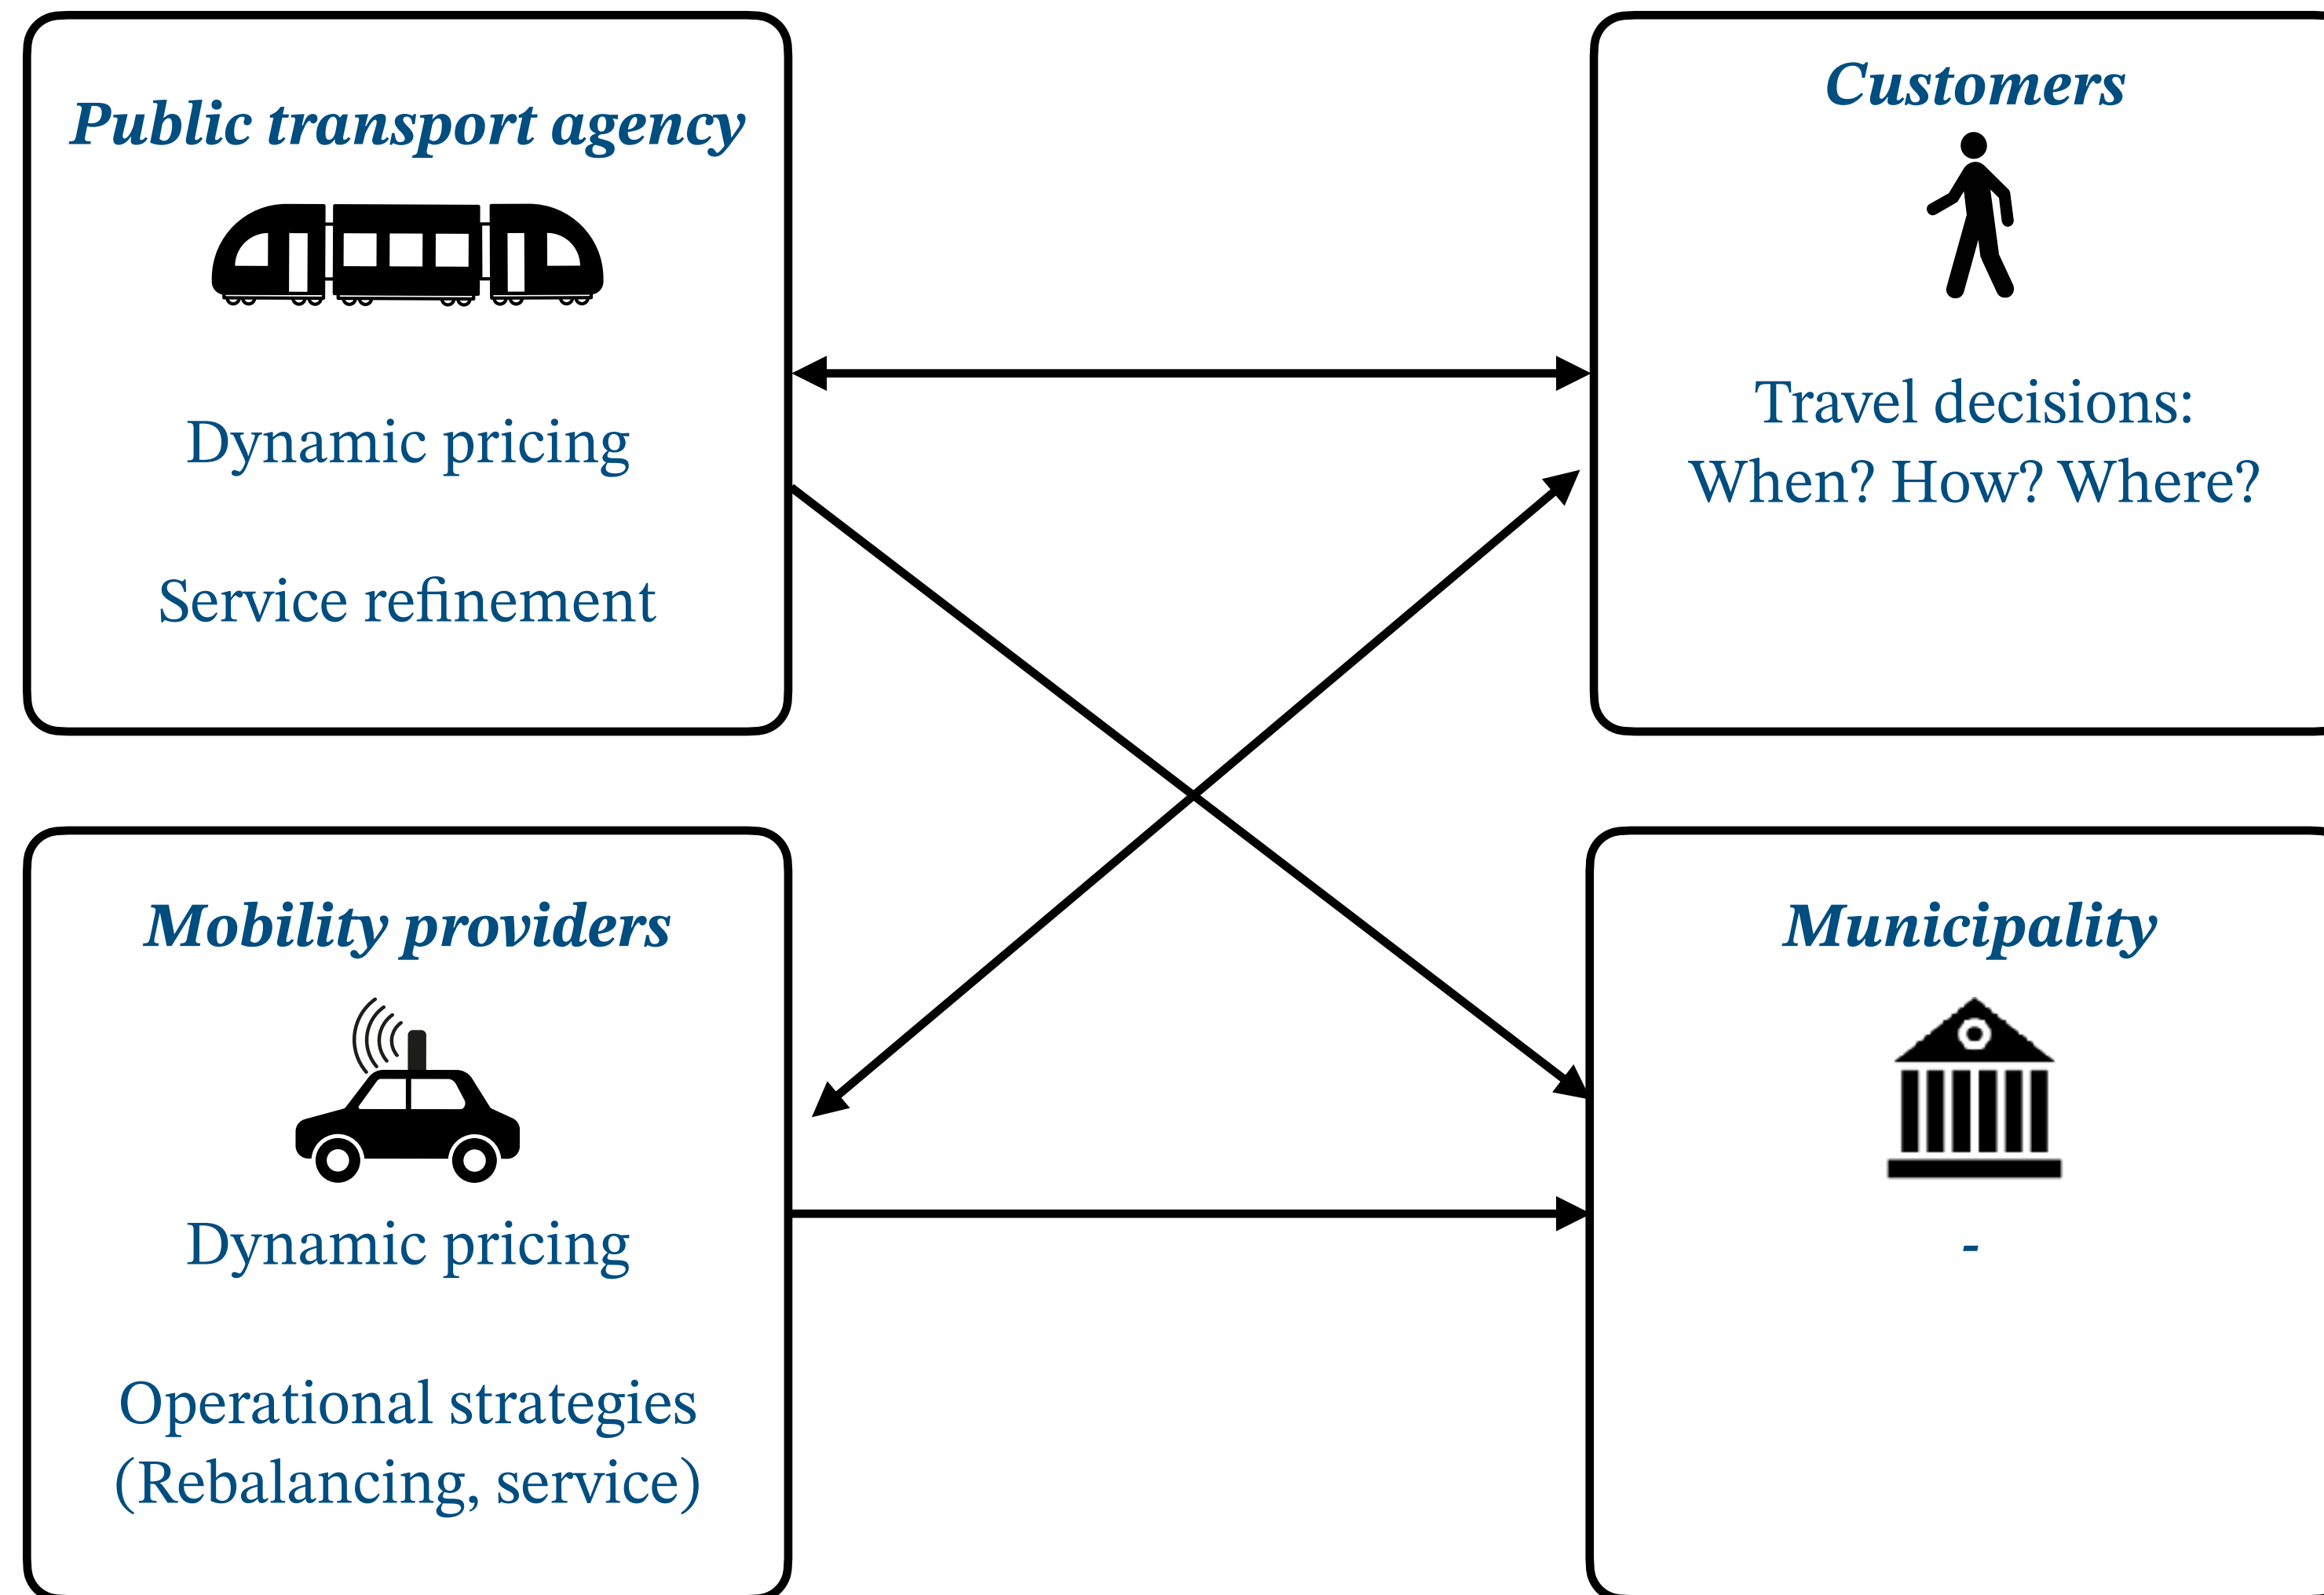 Public transport agency
Dynamic pricing
Service refinement
Customers
Travel decisions:
When? How? Where?
Mobility providers
Dynamic pricing
Operational strategies
(Rebalancing, service)
Municipality
-